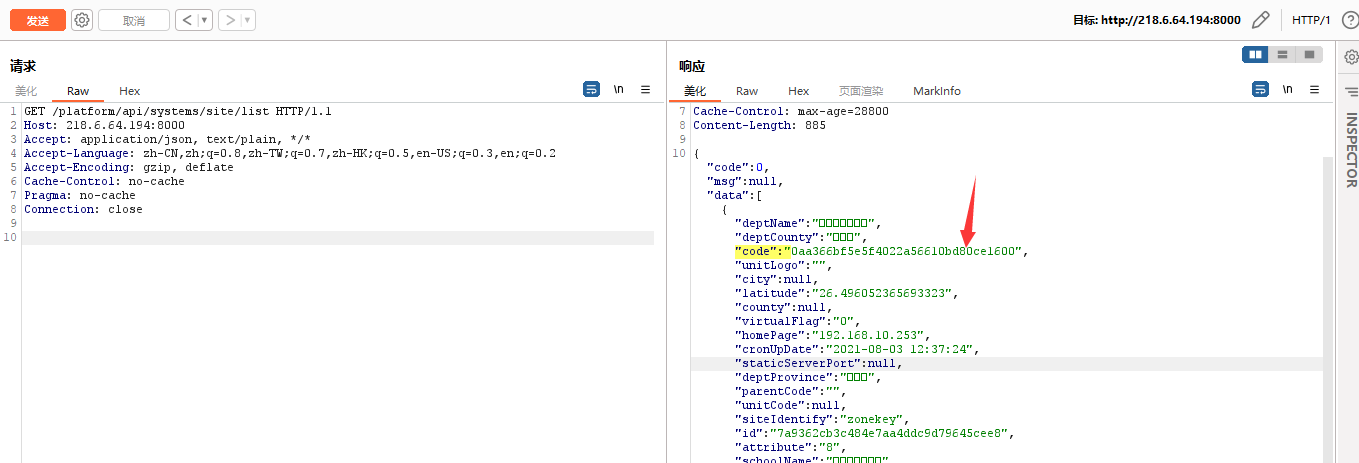 发送
取消
目标: http://218.6.64.194:8000
HTTP/1
请求
美化 Raw Hex
\n
1 GET /platform/api/systems/site/list HTTP/1.1
2 Host: 218.6.64.194:8000
3 Accept: application/json, text/plain, */*
4 Accept-Language: zh-CN,zh;q=0.8,zh-TW;q=0.7,zh-HK;q=0.5,en-US;q=0.3,en;q=0.2
5 Accept-Encoding: gzip, deflate
6 Cache-Control: no-cache
7 Pragma: no-cache
8 Connection: close
9
10
响应
美化 Raw Hex 页面渲染 MarkInfo
\n
7 Cache-Control: max-age=28800
8 Content-Length: 885
9
10 {
"code":0,
"msg":null,
"data":[
{
"deptName":"□□□□□□□",
"deptCounty":"□□□",
"code":"0aa366bf5e5f4022a56610bd80ce1600",
"unitLogo":"",
"city":null,
"latitude":"26.496052365693323",
"county":null,
"virtualFlag":"0",
"homePage":"192.168.10.253",
"cronUpDate":"2021-08-03 12:37:24",
"staticServerPort":null,
"deptProvince":"□□□",
"parentCode":"",
"unitCode":null,
"siteIdentify":"zonekey",
"id":"7a9362cb3c484e7aa4ddc9d79645cee8",
"attribute":"8",
"schoolName":"□□□□□□□"
INSPECTOR